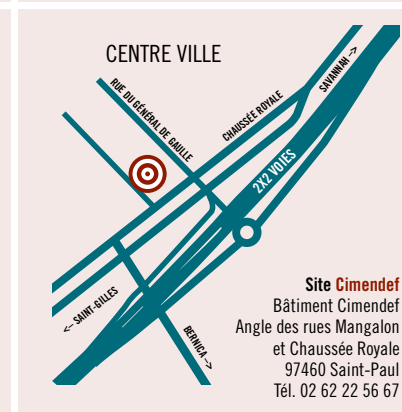 CENTRE VILLE
RUE DU GÉNÉRAL DE GAULLE
CHAUSSÉE ROYALE
SAVANNAH -->
2X2 VOIES
<-- SAINT-GILLES
BERNICA -->
Site Cimendef
Bâtiment Cimendef
Angle des rues Mangalon
et Chaussée Royale
97460 Saint-Paul
Tél. 02 62 22 56 67